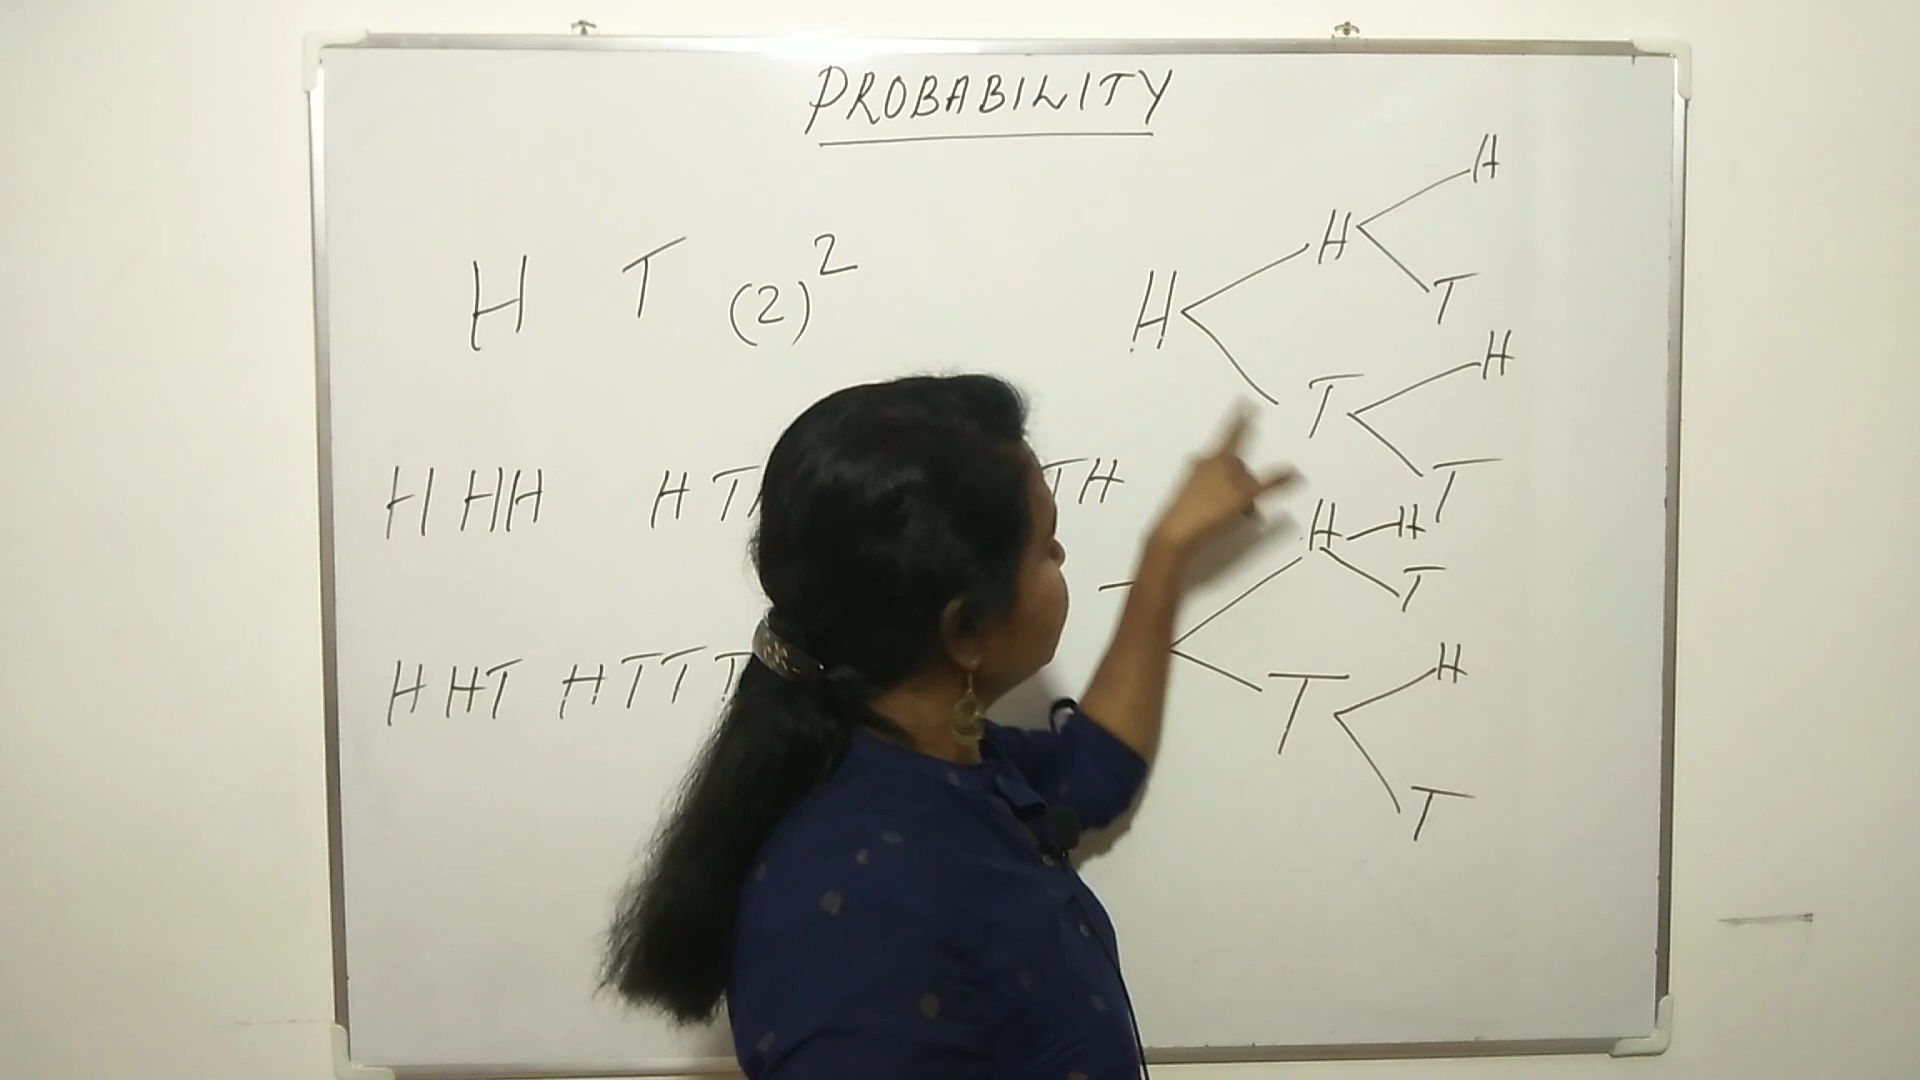 PROBABILITY
H T (2)²
HHH HT TH
HHT HTT T
H H H
T
T H
T
H H
T
T H
T